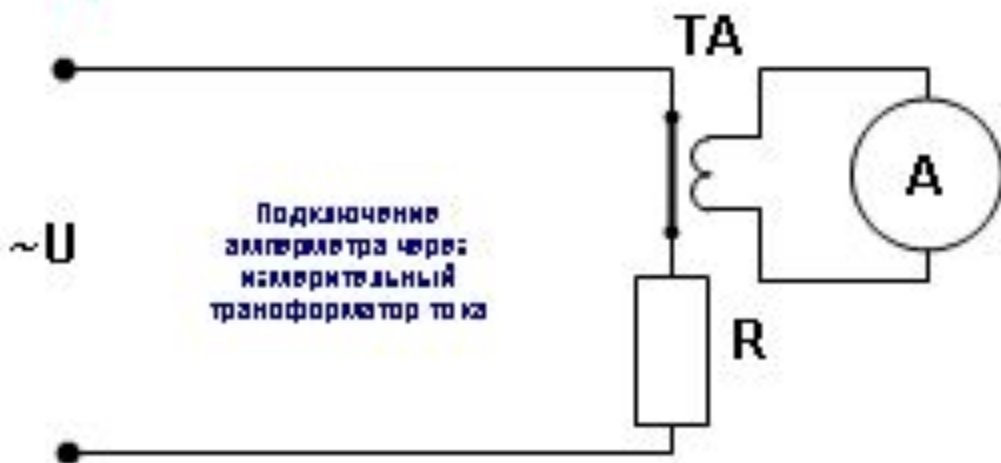 TA
A
~U
Подключение
амперметра через
измерительный
трансформатор тока
R